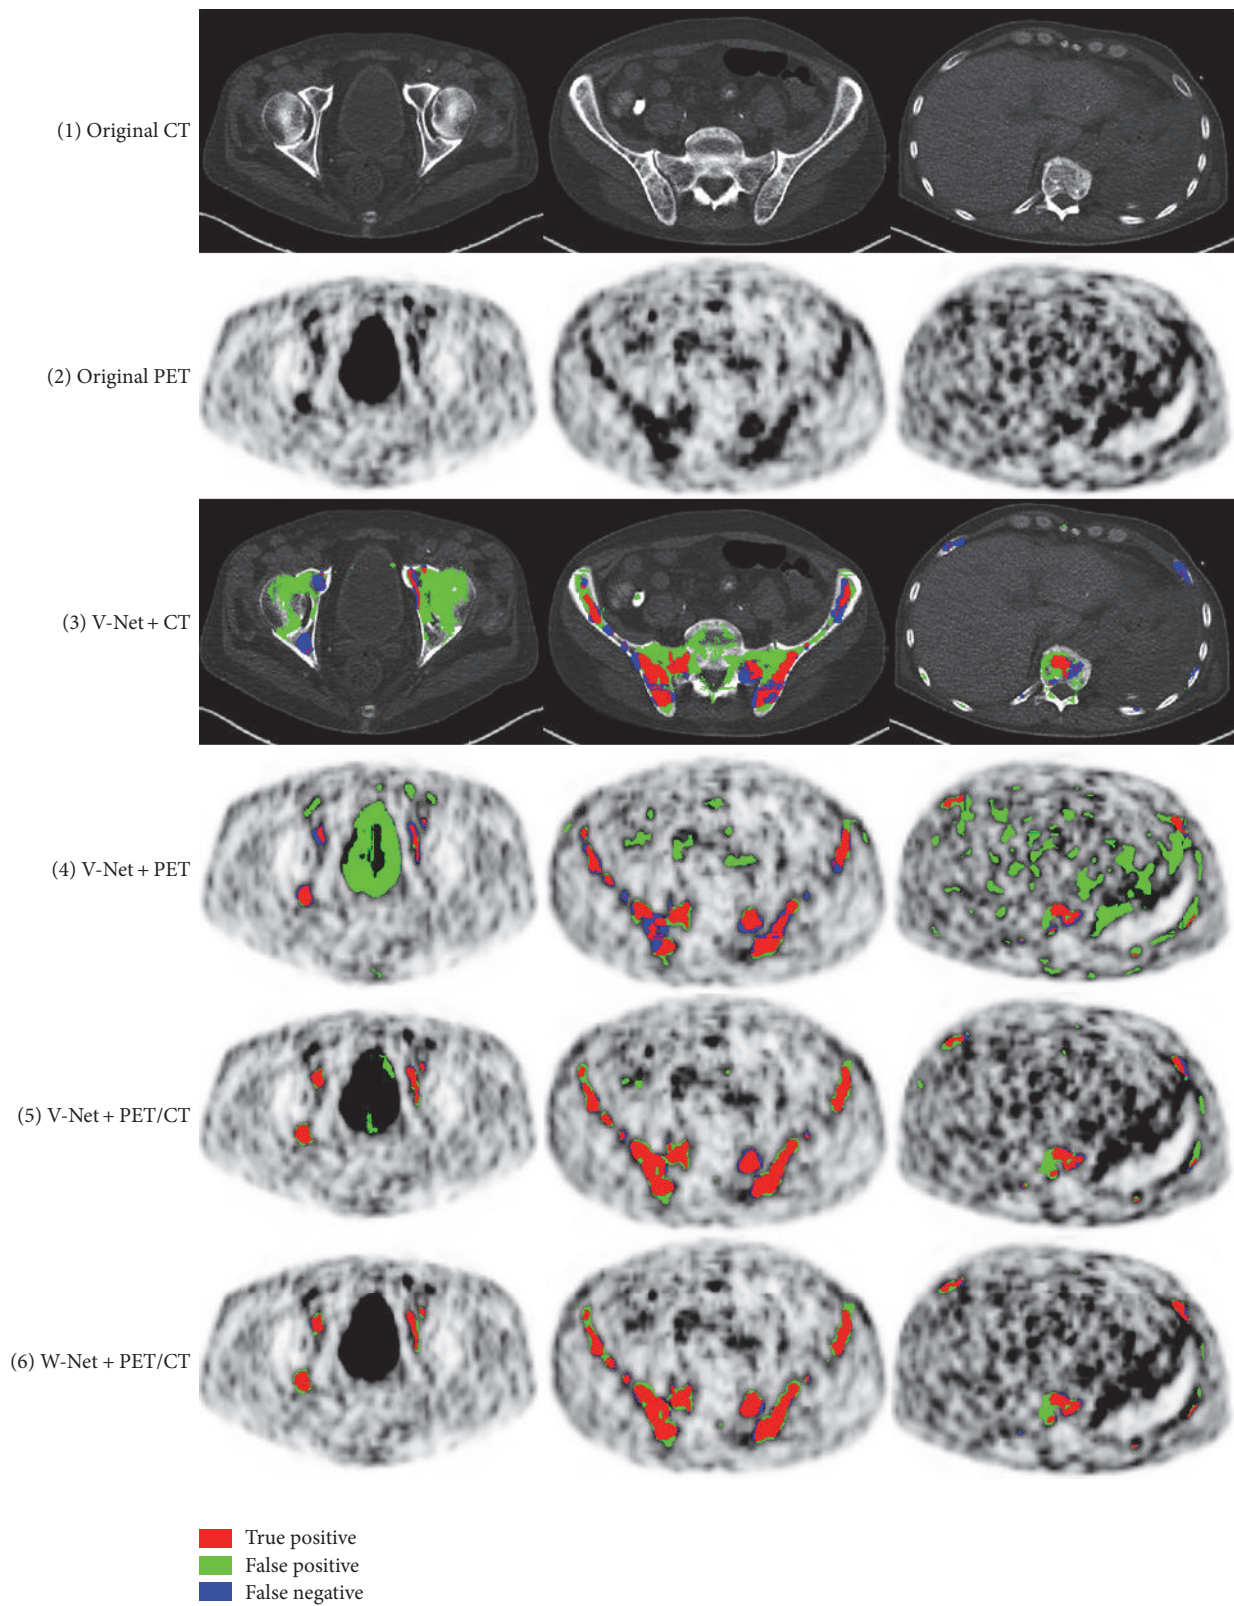 (1) Original CT
(2) Original PET
(3) V-Net + CT
(4) V-Net + PET
(5) V-Net + PET/CT
(6) W-Net + PET/CT
True positive
False positive
False negative